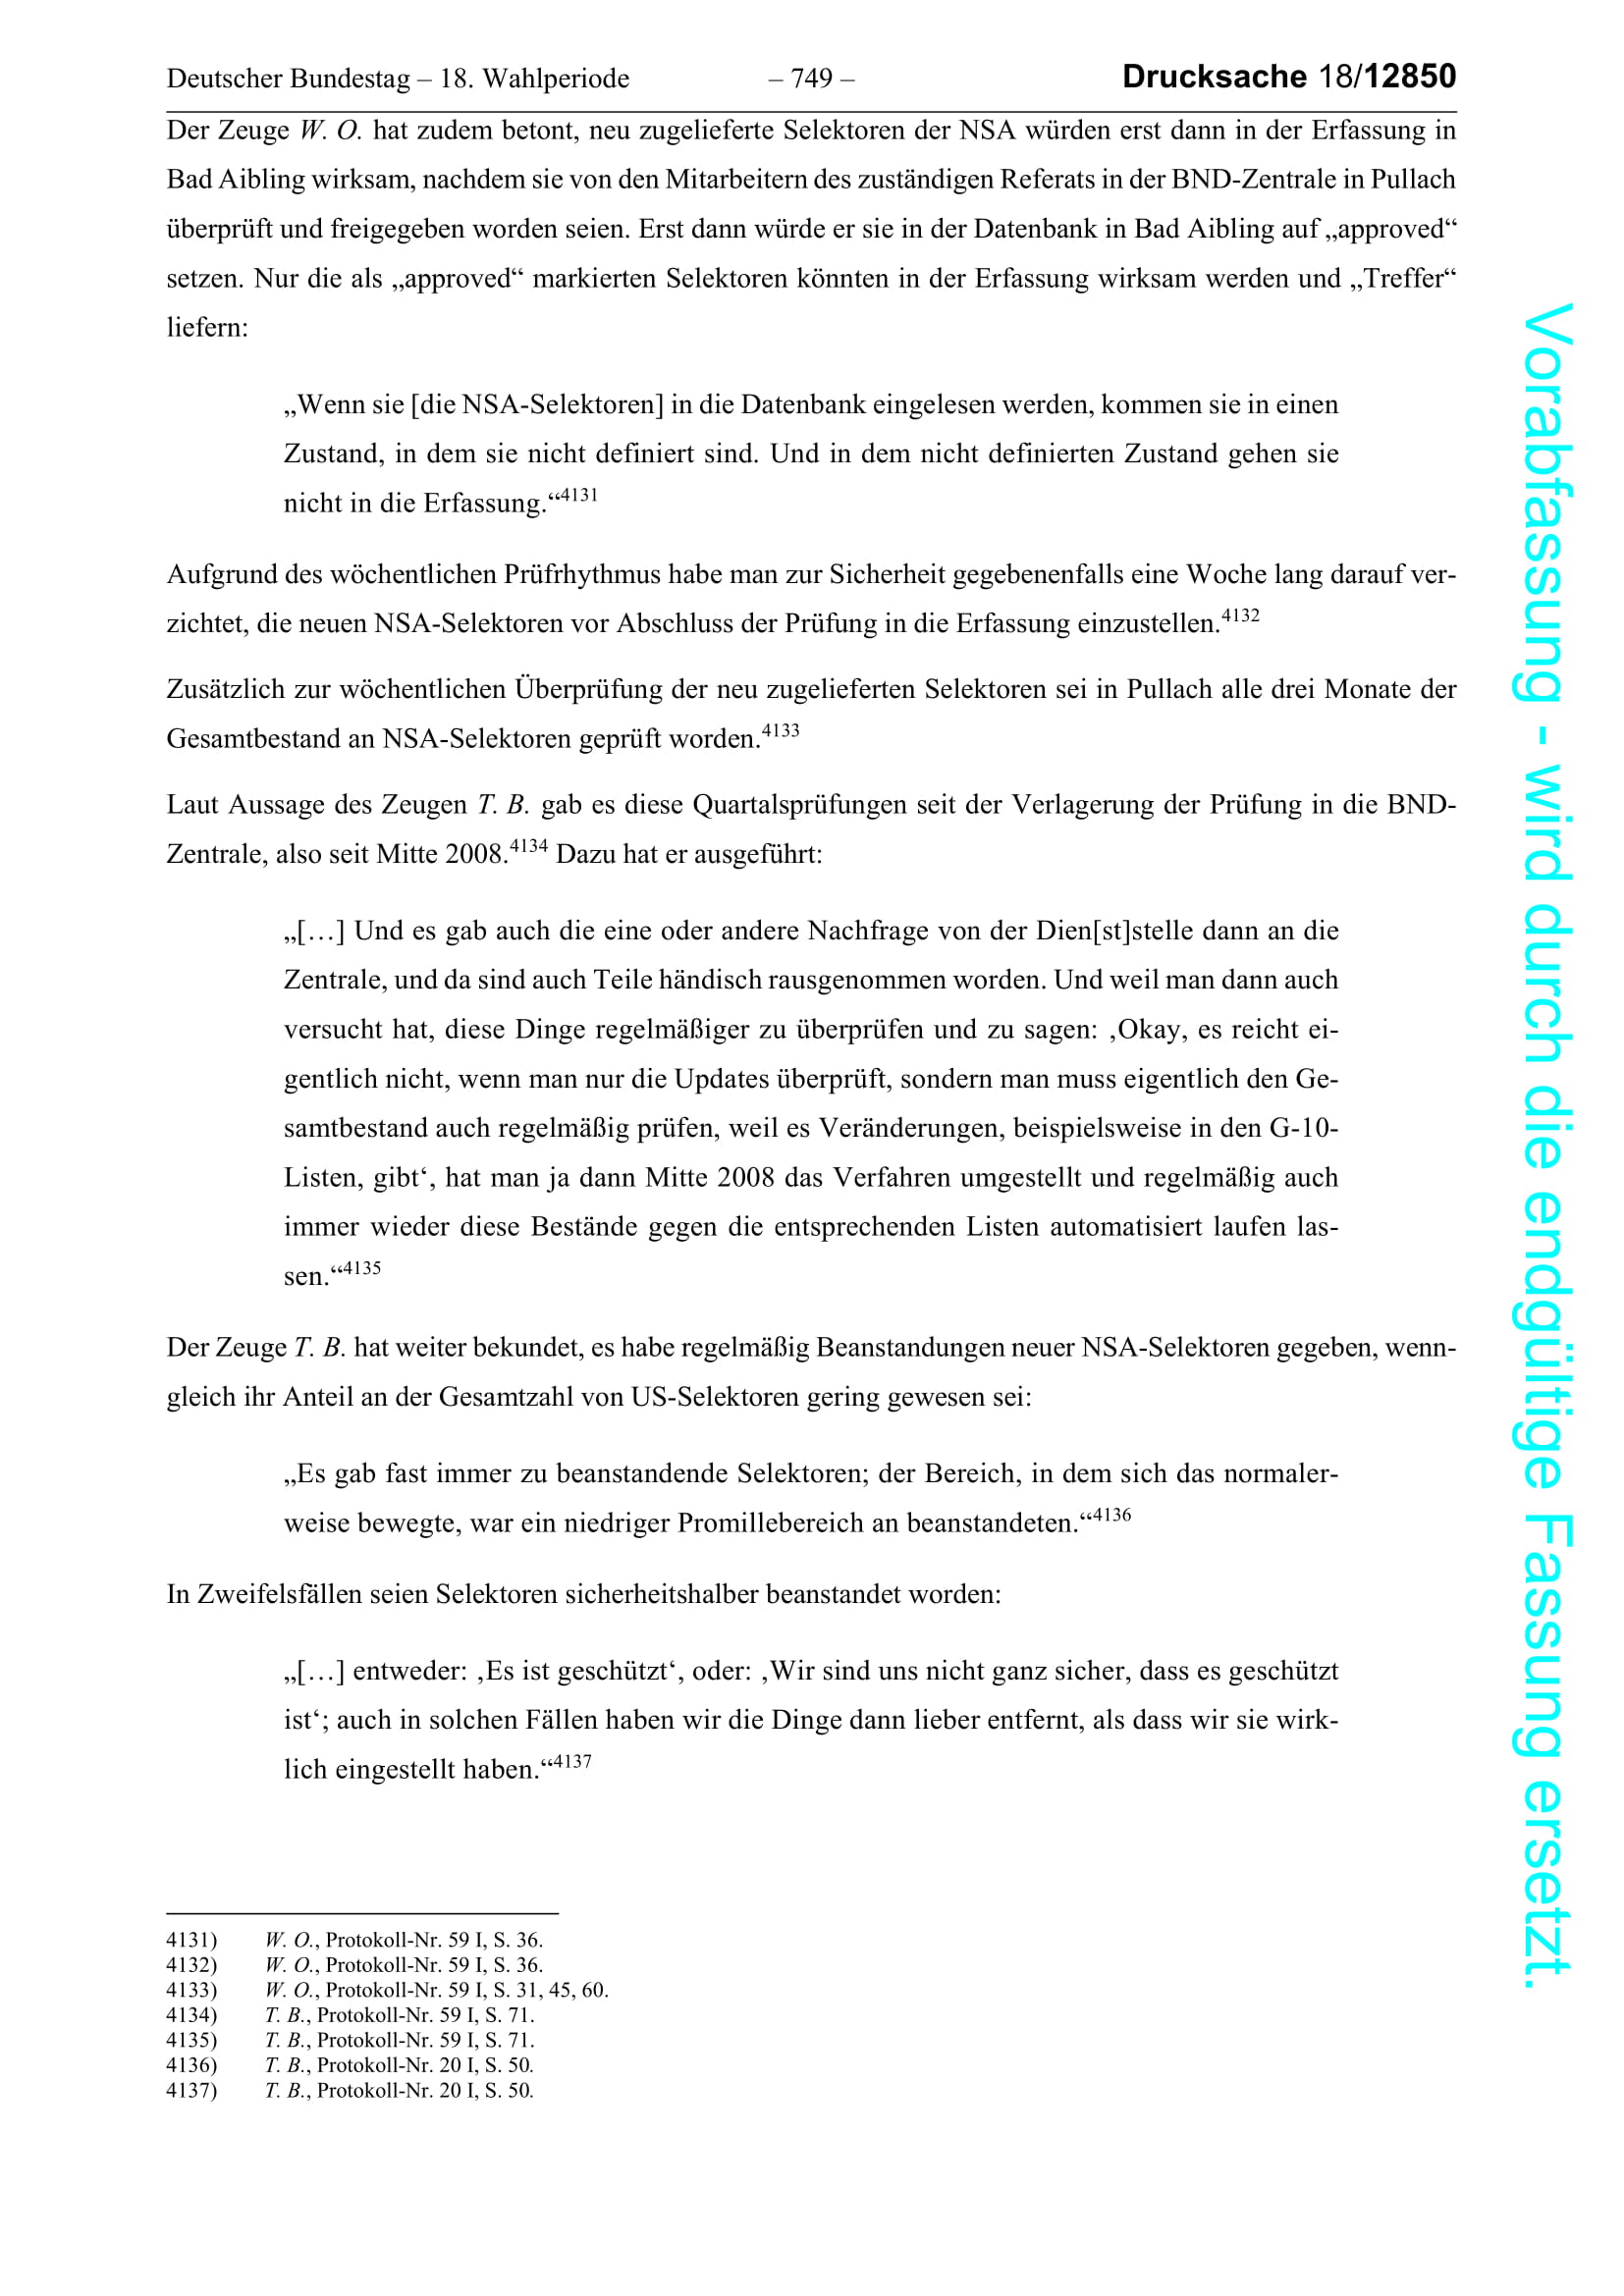 Deutscher Bundestag – 18. Wahlperiode – 749 – Drucksache 18/12850
Der Zeuge W. O. hat zudem betont, neu zugelieferte Selektoren der NSA würden erst dann in der Erfassung in
Bad Aibling wirksam, nachdem sie von den Mitarbeitern des zuständigen Referats in der BND-Zentrale in Pullach
überprüft und freigegeben worden seien. Erst dann würde er sie in der Datenbank in Bad Aibling auf „approved“
setzen. Nur die als „approved“ markierten Selektoren könnten in der Erfassung wirksam werden und „Treffer“
liefern:
„Wenn sie [die NSA-Selektoren] in die Datenbank eingelesen werden, kommen sie in einen
Zustand, in dem sie nicht definiert sind. Und in dem nicht definierten Zustand gehen sie
nicht in die Erfassung.“4131
Aufgrund des wöchentlichen Prüfrhythmus habe man zur Sicherheit gegebenenfalls eine Woche lang darauf ver-
zichtet, die neuen NSA-Selektoren vor Abschluss der Prüfung in die Erfassung einzustellen.4132
Zusätzlich zur wöchentlichen Überprüfung der neu zugelieferten Selektoren sei in Pullach alle drei Monate der
Gesamtbestand an NSA-Selektoren geprüft worden.4133
Laut Aussage des Zeugen T. B. gab es diese Quartalsprüfungen seit der Verlagerung der Prüfung in die BND-
Zentrale, also seit Mitte 2008.4134 Dazu hat er ausgeführt:
„[…] Und es gab auch die eine oder andere Nachfrage von der Dien[st]stelle dann an die
Zentrale, und da sind auch Teile händisch rausgenommen worden. Und weil man dann auch
versucht hat, diese Dinge regelmäßiger zu überprüfen und zu sagen: ‚Okay, es reicht ei-
gentlich nicht, wenn man nur die Updates überprüft, sondern man muss eigentlich den Ge-
samtbestand auch regelmäßig prüfen, weil es Veränderungen, beispielsweise in den G-10-
Listen, gibt‘, hat man ja dann Mitte 2008 das Verfahren umgestellt und regelmäßig auch
immer wieder diese Bestände gegen die entsprechenden Listen automatisiert laufen las-
sen.“4135
Der Zeuge T. B. hat weiter bekundet, es habe regelmäßig Beanstandungen neuer NSA-Selektoren gegeben, wenn-
gleich ihr Anteil an der Gesamtzahl von US-Selektoren gering gewesen sei:
„Es gab fast immer zu beanstandende Selektoren; der Bereich, in dem sich das normaler-
weise bewegte, war ein niedriger Promillebereich an beanstandeten.“4136
In Zweifelsfällen seien Selektoren sicherheitshalber beanstandet worden:
„[…] entweder: ‚Es ist geschützt‘, oder: ‚Wir sind uns nicht ganz sicher, dass es geschützt
ist‘; auch in solchen Fällen haben wir die Dinge dann lieber entfernt, als dass wir sie wirk-
lich eingestellt haben.“4137
4131) W. O., Protokoll-Nr. 59 I, S. 36.
4132) W. O., Protokoll-Nr. 59 I, S. 36.
4133) W. O., Protokoll-Nr. 59 I, S. 31, 45, 60.
4134) T. B., Protokoll-Nr. 59 I, S. 71.
4135) T. B., Protokoll-Nr. 59 I, S. 71.
4136) T. B., Protokoll-Nr. 20 I, S. 50.
4137) T. B., Protokoll-Nr. 20 I, S. 50.
Vorabfassung - wird durch die endgültige Fassung ersetzt.